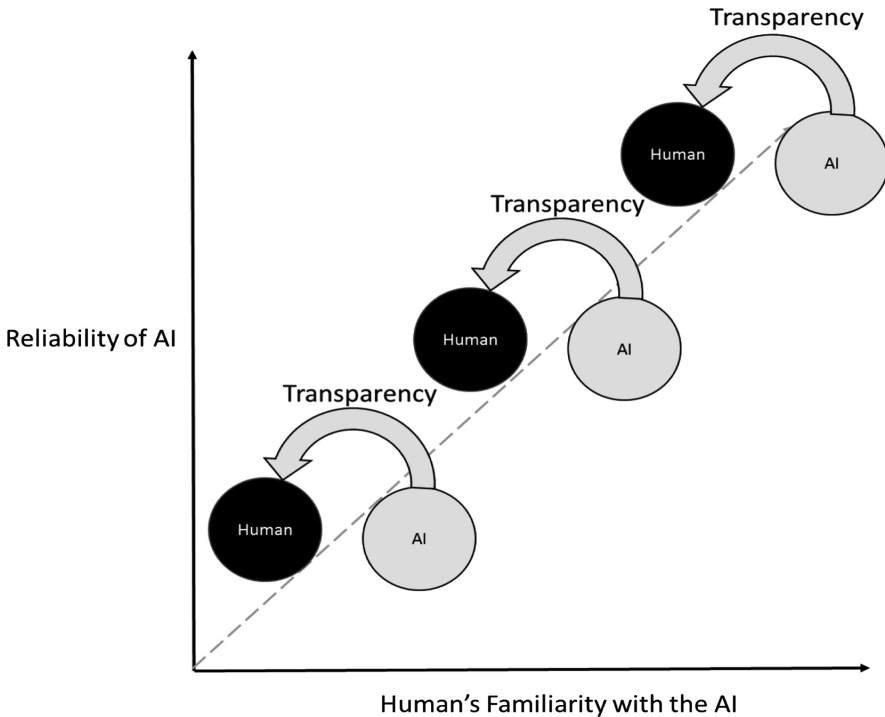 Transparency
Human
AI
Transparency
Human
AI
Reliability of AI
Transparency
Human
AI
Human’s Familiarity with the AI